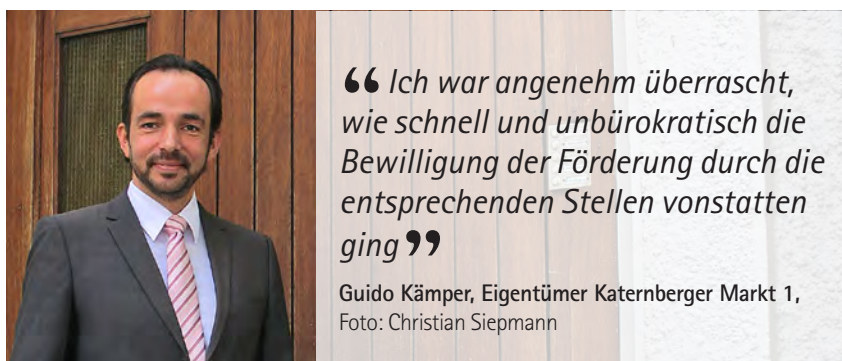 “ Ich war angenehm überrascht,
wie schnell und unbürokratisch die
Bewilligung der Förderung durch die
entsprechenden Stellen vonstatten
ging ”
Guido Kämper, Eigentümer Katernberger Markt 1,
Foto: Christian Siepmann